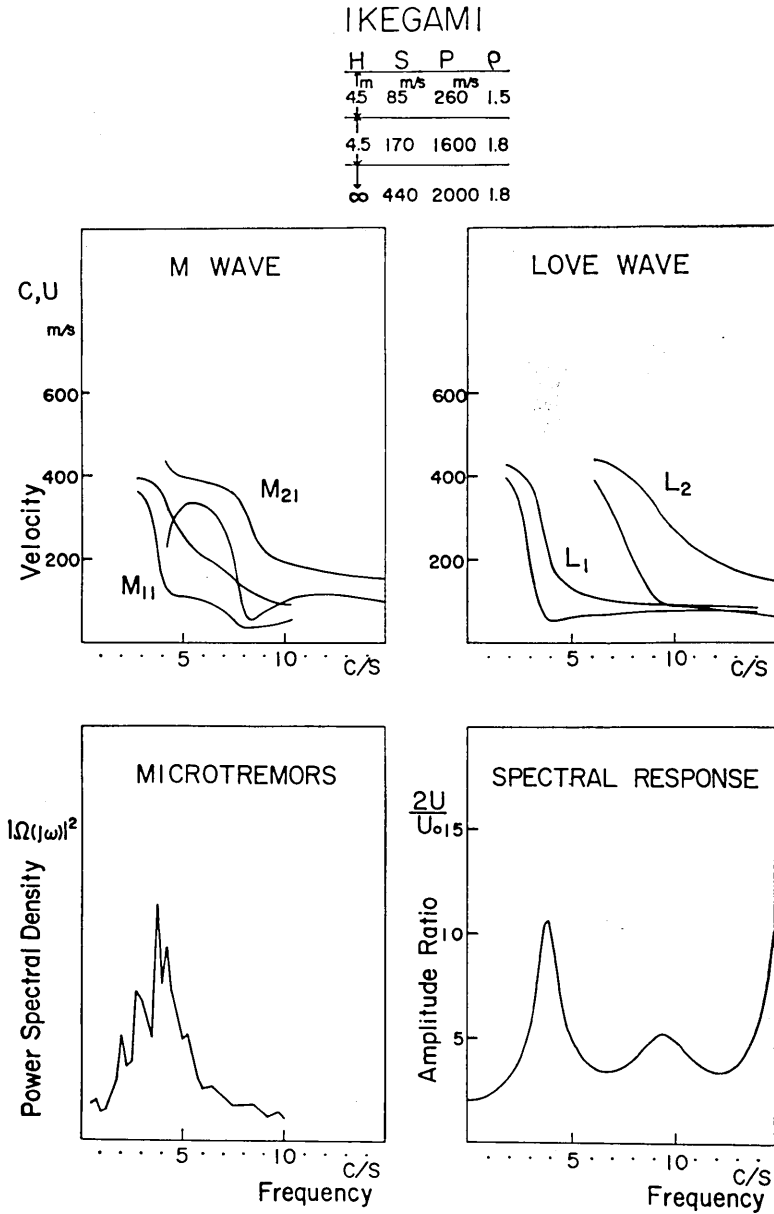 IKEGAMI
H S P ρ
m m/s m/s
45 85 260 1.5
4.5 170 1600 1.8
∞ 440 2000 1.8
M WAVE
C,U
m/s
600
400
200
Velocity
M21
M11
5 10 C/S
LOVE WAVE
600
400
200
L2
L1
5 10 C/S
MICROTREMORS
|Ω(jω)|²
Power Spectral Density
5 10 C/S
Frequency
SPECTRAL RESPONSE
2U
U₀
15
10
5
Amplitude Ratio
5 10 C/S
Frequency